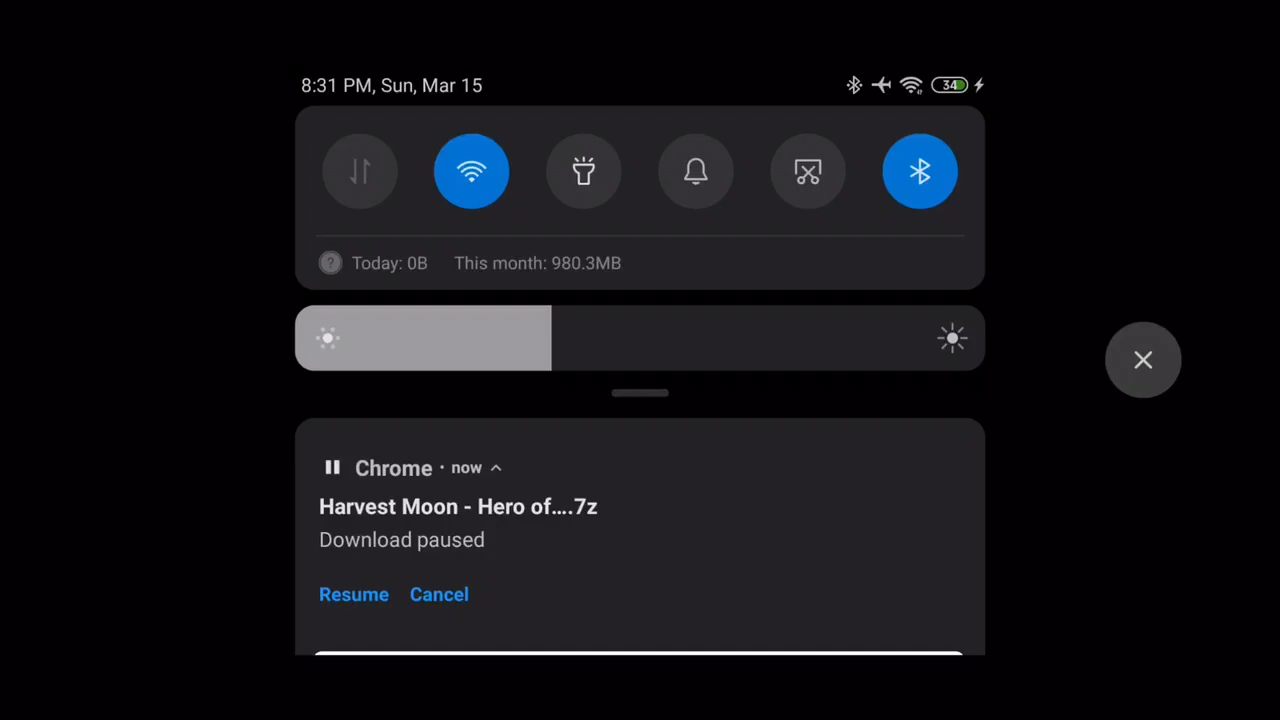 8:31 PM, Sun, Mar 15 34
Today: 0B This month: 980.3MB
Chrome · now
Harvest Moon - Hero of....7z
Download paused
Resume Cancel